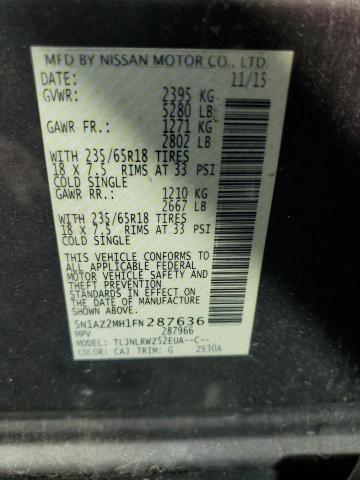 MFD BY NISSAN MOTOR CO., LTD.
DATE: 11/15
GVWR: 2395 KG
5280 LB
GAWR FR.: 1271 KG
2802 LB
WITH 235/65R18 TIRES
18 X 7.5 RIMS AT 33 PSI
COLD SINGLE
GAWR RR.: 1210 KG
2667 LB
WITH 235/65R18 TIRES
18 X 7.5 RIMS AT 33 PSI
COLD SINGLE
THIS VEHICLE CONFORMS TO
ALL APPLICABLE FEDERAL
MOTOR VEHICLE SAFETY AND
THEFT PREVENTION
STANDARDS IN EFFECT ON
THE DATE OF MANUFACTURE
SHOWN ABOVE.
5N1AZ2MH1FN287636
MPV 287966
MODEL: TLJNLRWZ52EUA--C--
COLOR: CAJ TRIM: G 2530A